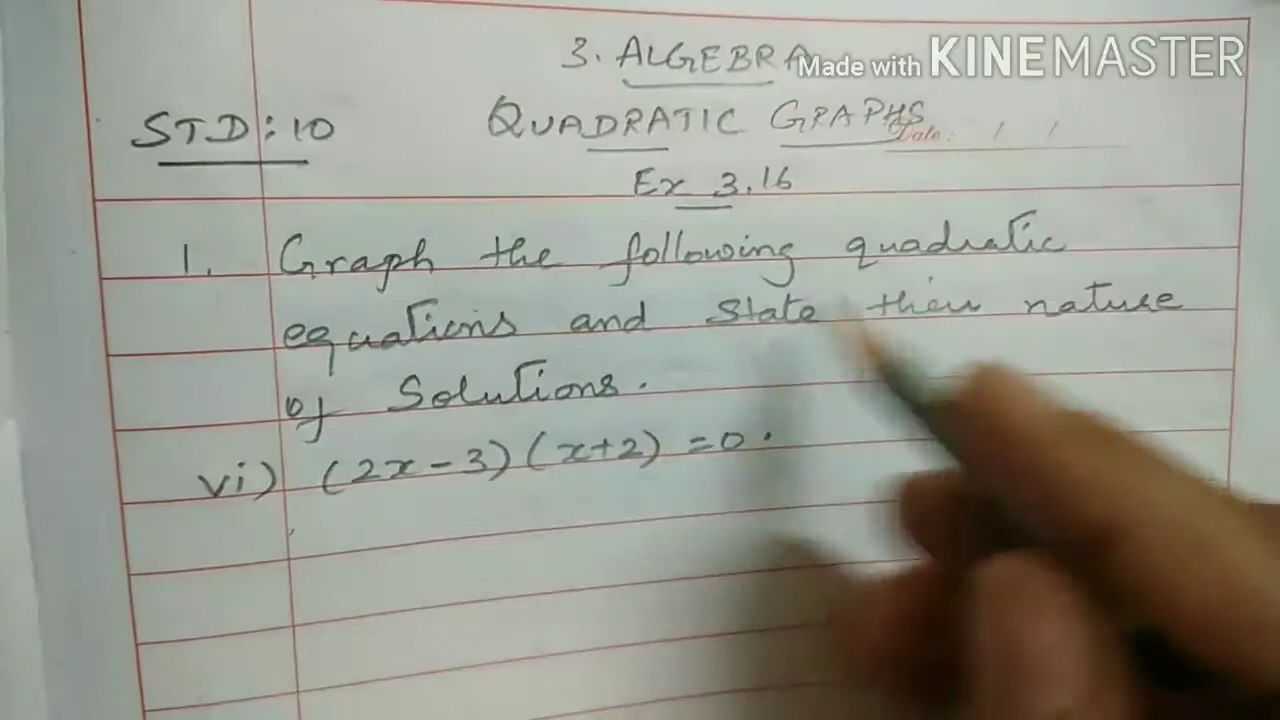 3. ALGEBRA
Made with KINEMASTER
STD: 10
QUADRATIC GRAPHS
Date: / /
Ex 3.16
1. Graph the following quadratic
equations and state their nature
of Solutions.
vi) (2x-3)(x+2) = 0.